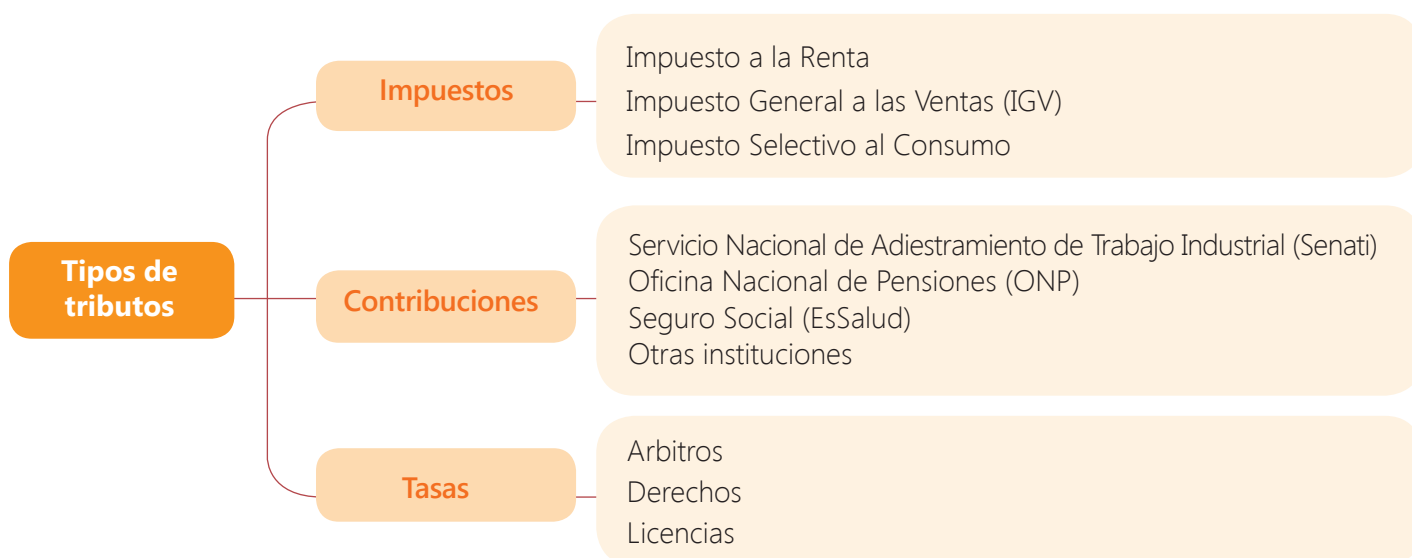 Tipos de
tributos
Impuestos
Impuesto a la Renta
Impuesto General a las Ventas (IGV)
Impuesto Selectivo al Consumo
Contribuciones
Servicio Nacional de Adiestramiento de Trabajo Industrial (Senati)
Oficina Nacional de Pensiones (ONP)
Seguro Social (EsSalud)
Otras instituciones
Tasas
Arbitros
Derechos
Licencias